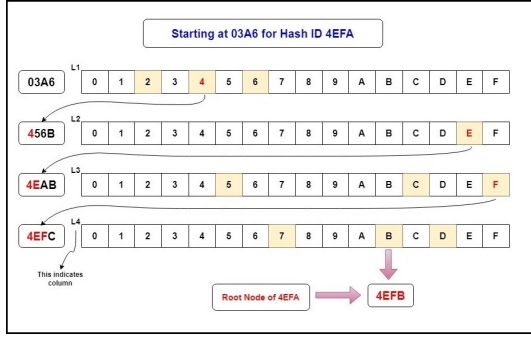 Starting at 03A6 for Hash ID 4EFA
L1
03A6 0 1 2 3 4 5 6 7 8 9 A B C D E F
L2
456B 0 1 2 3 4 5 6 7 8 9 A B C D E F
L3
4EAB 0 1 2 3 4 5 6 7 8 9 A B C D E F
L4
4EFC 0 1 2 3 4 5 6 7 8 9 A B C D E F
This indicates
column
Root Node of 4EFA
4EFB